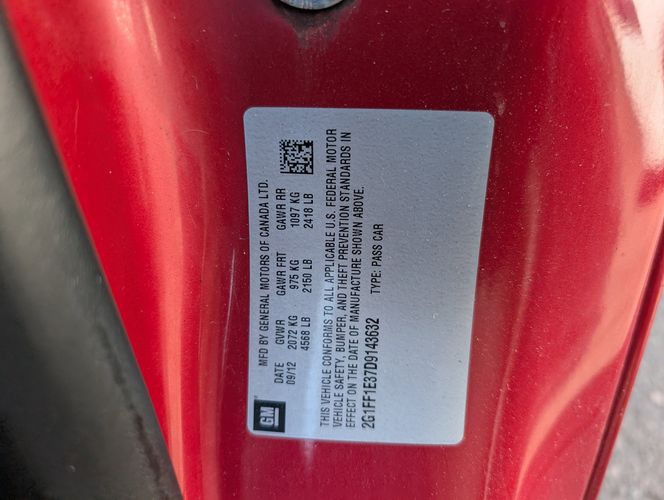 MFD BY GENERAL MOTORS OF CANADA LTD.
DATE GVWR GAWR FRT GAWR RR
09/12 2072 KG 975 KG 1097 KG
4568 LB 2150 LB 2418 LB
GM
THIS VEHICLE CONFORMS TO ALL APPLICABLE U.S. FEDERAL MOTOR
VEHICLE SAFETY, BUMPER, AND THEFT PREVENTION STANDARDS IN
EFFECT ON THE DATE OF MANUFACTURE SHOWN ABOVE.
2G1FF1E37D9143632 TYPE: PASS CAR